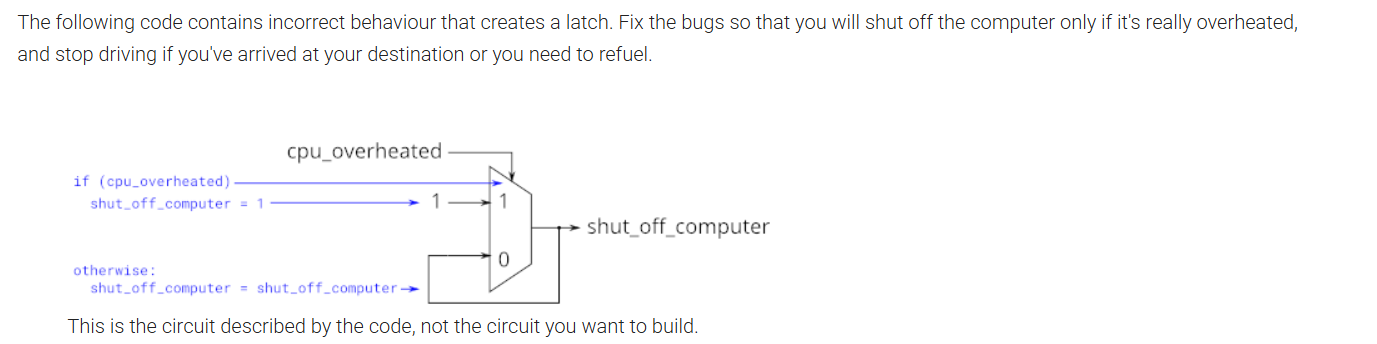 The following code contains incorrect behaviour that creates a latch. Fix the bugs so that you will shut off the computer only if it's really overheated,
and stop driving if you've arrived at your destination or you need to refuel.
cpu_overheated
if (cpu_overheated)
shut_off_computer = 1
1
1
shut_off_computer
0
otherwise:
shut_off_computer = shut_off_computer
This is the circuit described by the code, not the circuit you want to build.